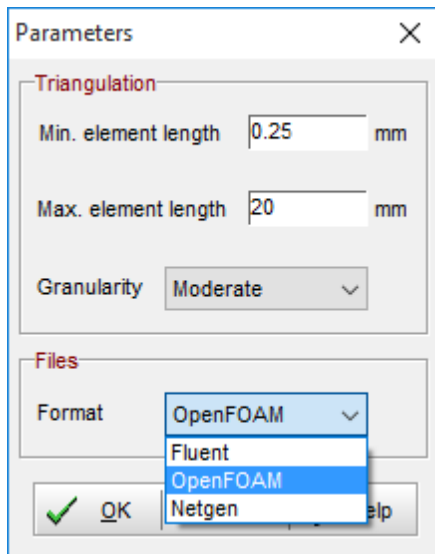 Parameters
Triangulation
Min. element length 0.25 mm
Max. element length 20 mm
Granularity Moderate
Files
Format OpenFOAM
Fluent
OpenFOAM
Netgen
OK